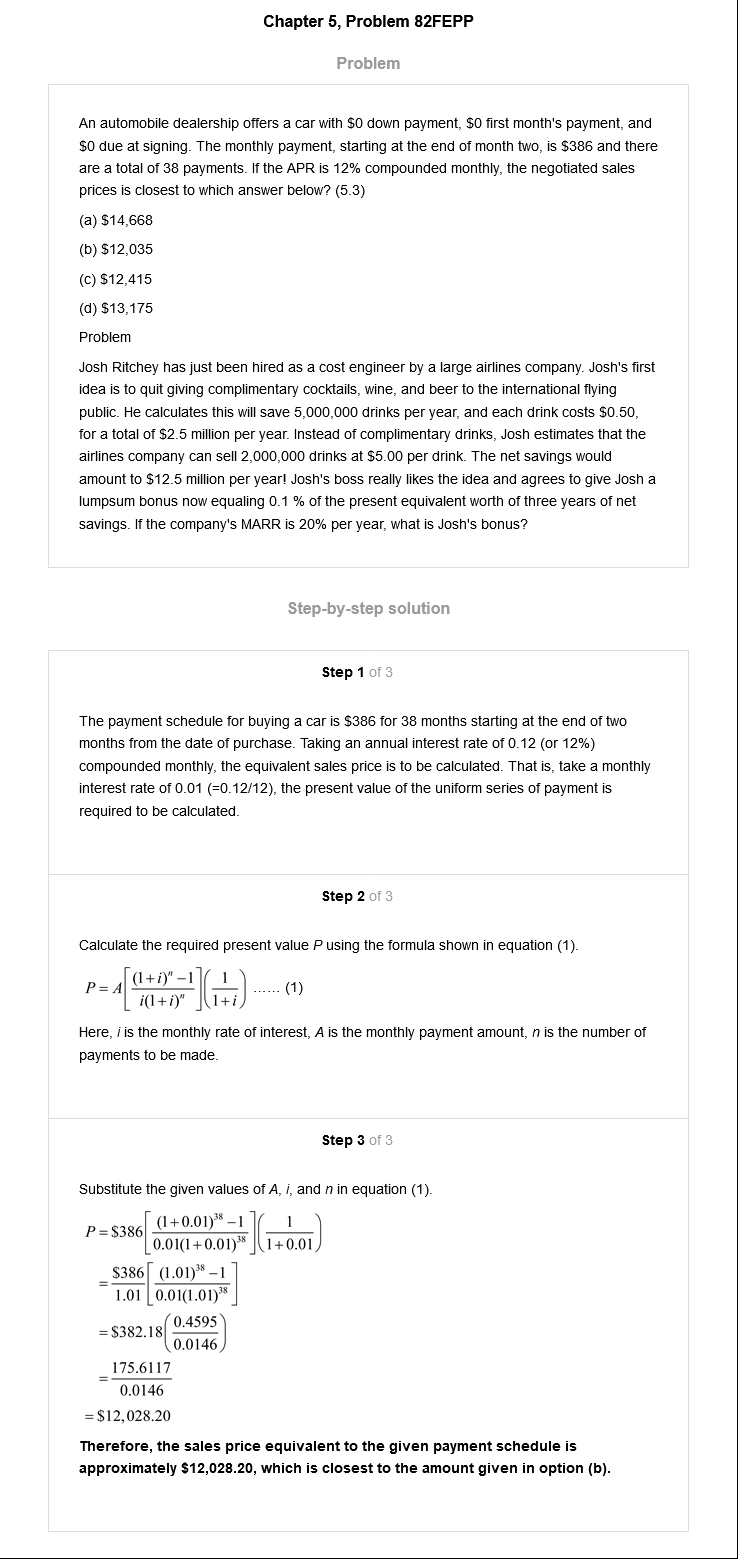 Chapter 5, Problem 82FEPP
Problem
An automobile dealership offers a car with $0 down payment, $0 first month's payment, and
$0 due at signing. The monthly payment, starting at the end of month two, is $386 and there
are a total of 38 payments. If the APR is 12% compounded monthly, the negotiated sales
prices is closest to which answer below? (5.3)
(a) $14,668
(b) $12,035
(c) $12,415
(d) $13,175
Problem
Josh Ritchey has just been hired as a cost engineer by a large airlines company. Josh's first
idea is to quit giving complimentary cocktails, wine, and beer to the international flying
public. He calculates this will save 5,000,000 drinks per year, and each drink costs $0.50,
for a total of $2.5 million per year. Instead of complimentary drinks, Josh estimates that the
airlines company can sell 2,000,000 drinks at $5.00 per drink. The net savings would
amount to $12.5 million per year! Josh's boss really likes the idea and agrees to give Josh a
lumpsum bonus now equaling 0.1 % of the present equivalent worth of three years of net
savings. If the company's MARR is 20% per year, what is Josh's bonus?
Step-by-step solution
Step 1 of 3
The payment schedule for buying a car is $386 for 38 months starting at the end of two
months from the date of purchase. Taking an annual interest rate of 0.12 (or 12%)
compounded monthly, the equivalent sales price is to be calculated. That is, take a monthly
interest rate of 0.01 (=0.12/12), the present value of the uniform series of payment is
required to be calculated.
Step 2 of 3
Calculate the required present value P using the formula shown in equation (1).
P = A[((1+i)^n −1)/(i(1+i)^n)](1/(1+i)) ...... (1)
Here, i is the monthly rate of interest, A is the monthly payment amount, n is the number of
payments to be made.
Step 3 of 3
Substitute the given values of A, i, and n in equation (1).
P = $386[((1+0.01)^38 −1)/(0.01(1+0.01)^38)](1/(1+0.01))
= $386/1.01[((1.01)^38 −1)/(0.01(1.01)^38)]
= $382.18(0.4595/0.0146)
= 175.6117/0.0146
= $12,028.20
Therefore, the sales price equivalent to the given payment schedule is
approximately $12,028.20, which is closest to the amount given in option (b).